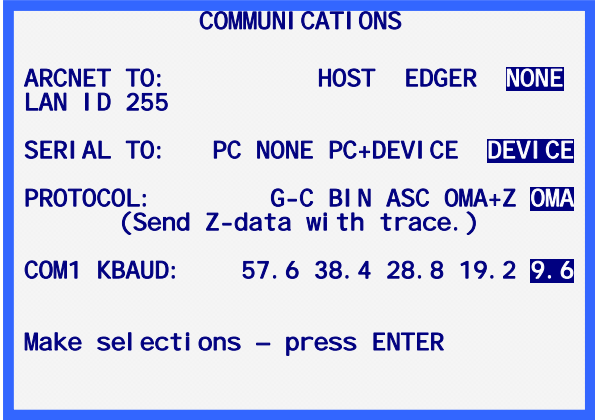 COMMUNICATIONS
ARCNET TO: HOST EDGER NONE
LAN ID 255
SERIAL TO: PC NONE PC+DEVICE DEVICE
PROTOCOL: G-C BIN ASC OMA+Z OMA
(Send Z-data with trace.)
COM1 KBAUD: 57.6 38.4 28.8 19.2 9.6
Make selections – press ENTER